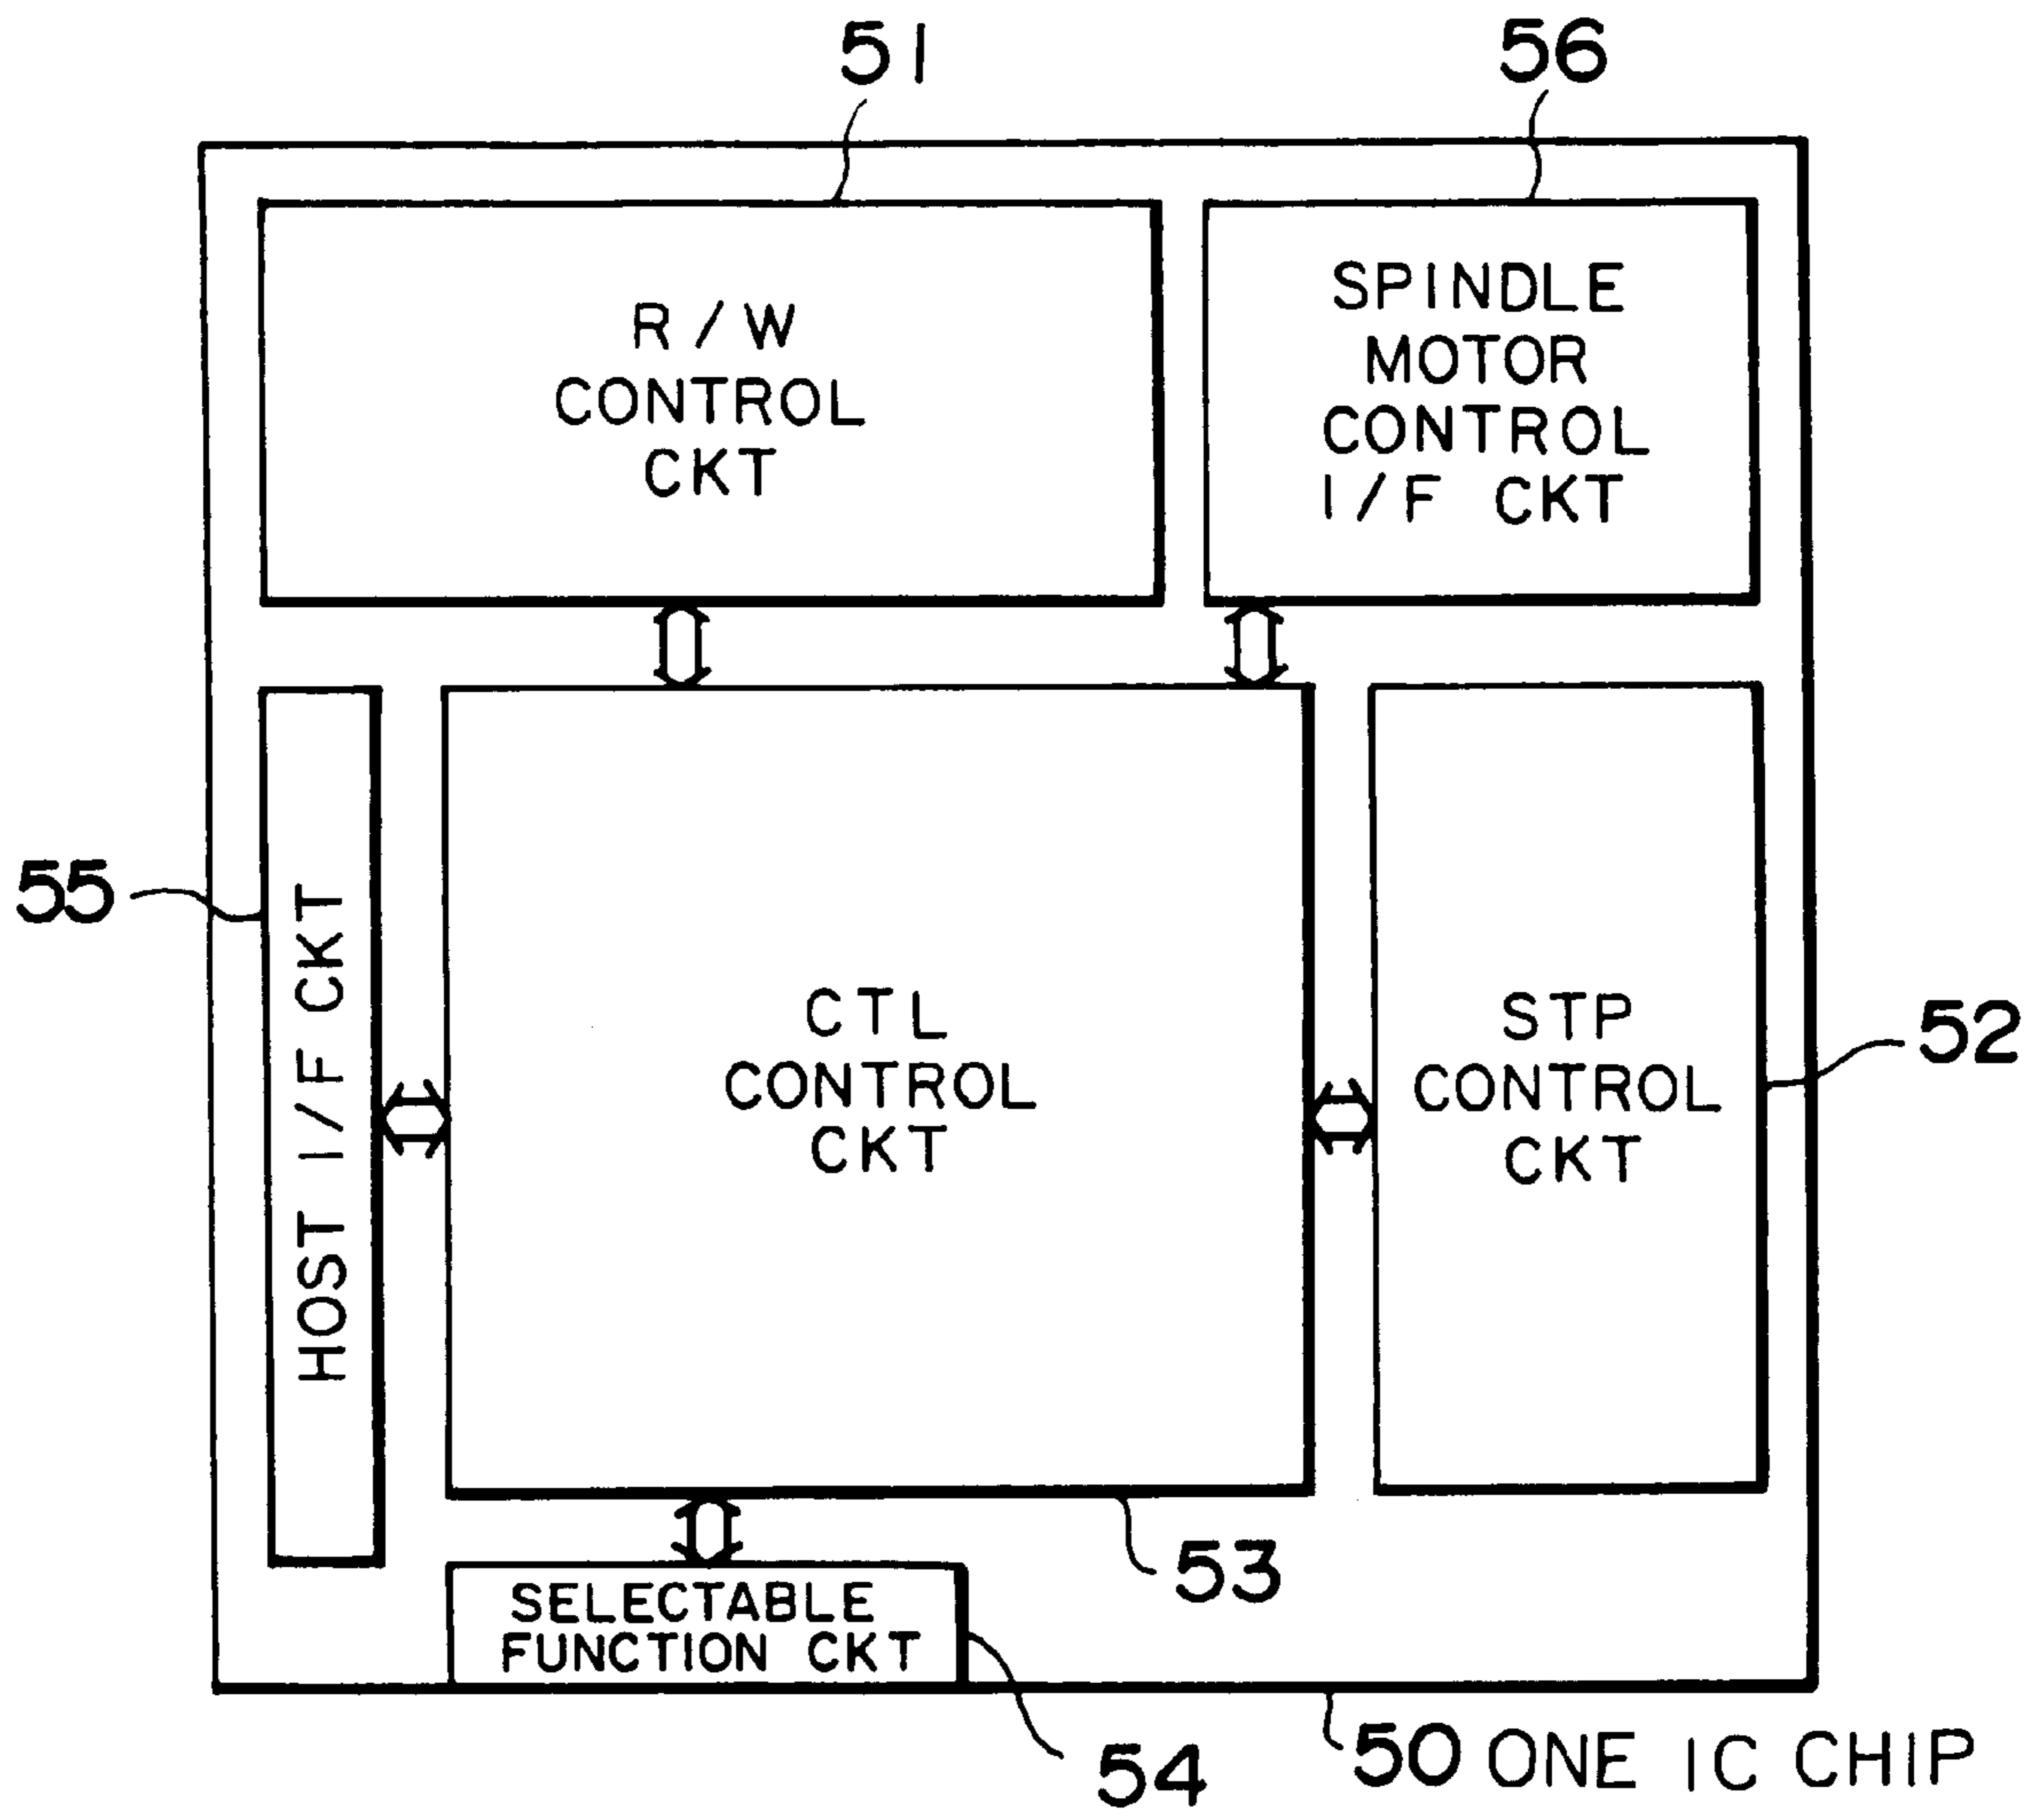 51
56
R/W
CONTROL
CKT
SPINDLE
MOTOR
CONTROL
I/F CKT
55
HOST I/F CKT
CTL
CONTROL
CKT
STP
CONTROL
CKT
52
53
SELECTABLE
FUNCTION CKT
54
50 ONE IC CHIP